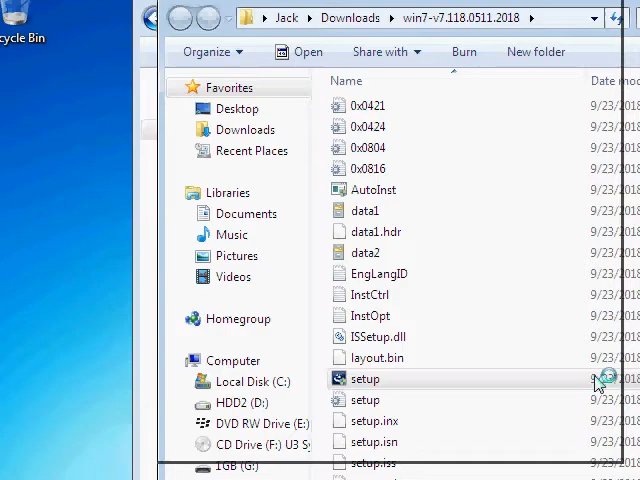 cycle Bin
Jack
Downloads
win7-v7.118.0511.2018
Organize
Open
Share with
Burn
New folder
Favorites
Desktop
Downloads
Recent Places
Libraries
Documents
Music
Pictures
Videos
Homegroup
Computer
Local Disk (C:)
HDD2 (D:)
DVD RW Drive (E:)
CD Drive (F:) U3 Sy
1GB (G:)
Name
Date mo
0x0421
9/23/2018
0x0424
9/23/2018
0x0804
9/23/2018
0x0816
9/23/2018
AutoInst
9/23/2018
data1
9/23/2018
data1.hdr
9/23/2018
data2
9/23/2018
EngLangID
9/23/2018
InstCtrl
9/23/2018
InstOpt
9/23/2018
ISSetup.dll
9/23/2018
layout.bin
9/23/2018
setup
setup
9/23/2018
setup.inx
9/23/2018
setup.isn
9/23/2018
setup.iss
9/23/2018